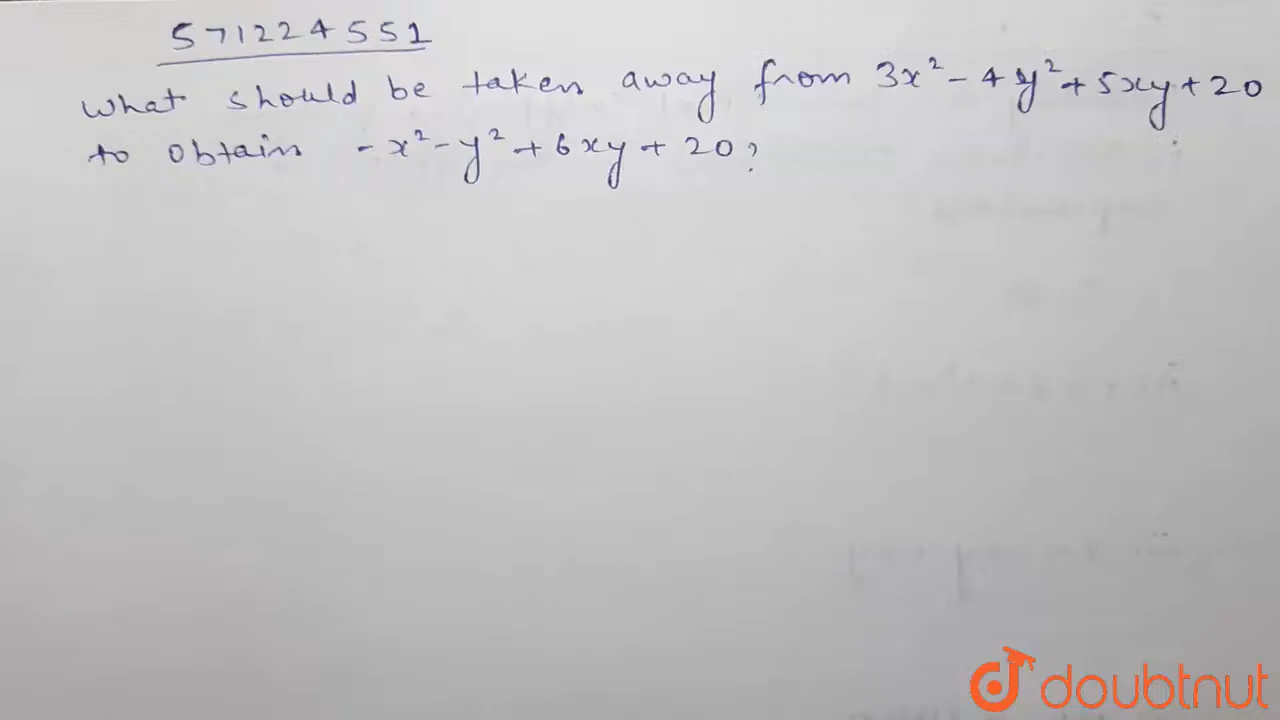 571224551
What should be taken away from 3x² - 4y² + 5xy + 20
to obtain - x² - y² + 6xy + 20?
doubtnut